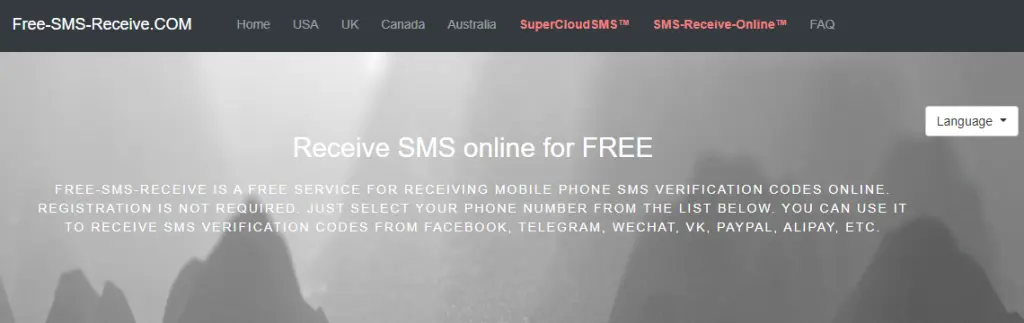 Free-SMS-Receive.COM Home USA UK Canada Australia SuperCloudSMS™ SMS-Receive-Online™ FAQ
Language
Receive SMS online for FREE
FREE-SMS-RECEIVE IS A FREE SERVICE FOR RECEIVING MOBILE PHONE SMS VERIFICATION CODES ONLINE.
REGISTRATION IS NOT REQUIRED. JUST SELECT YOUR PHONE NUMBER FROM THE LIST BELOW. YOU CAN USE IT
TO RECEIVE SMS VERIFICATION CODES FROM FACEBOOK, TELEGRAM, WECHAT, VK, PAYPAL, ALIPAY, ETC.